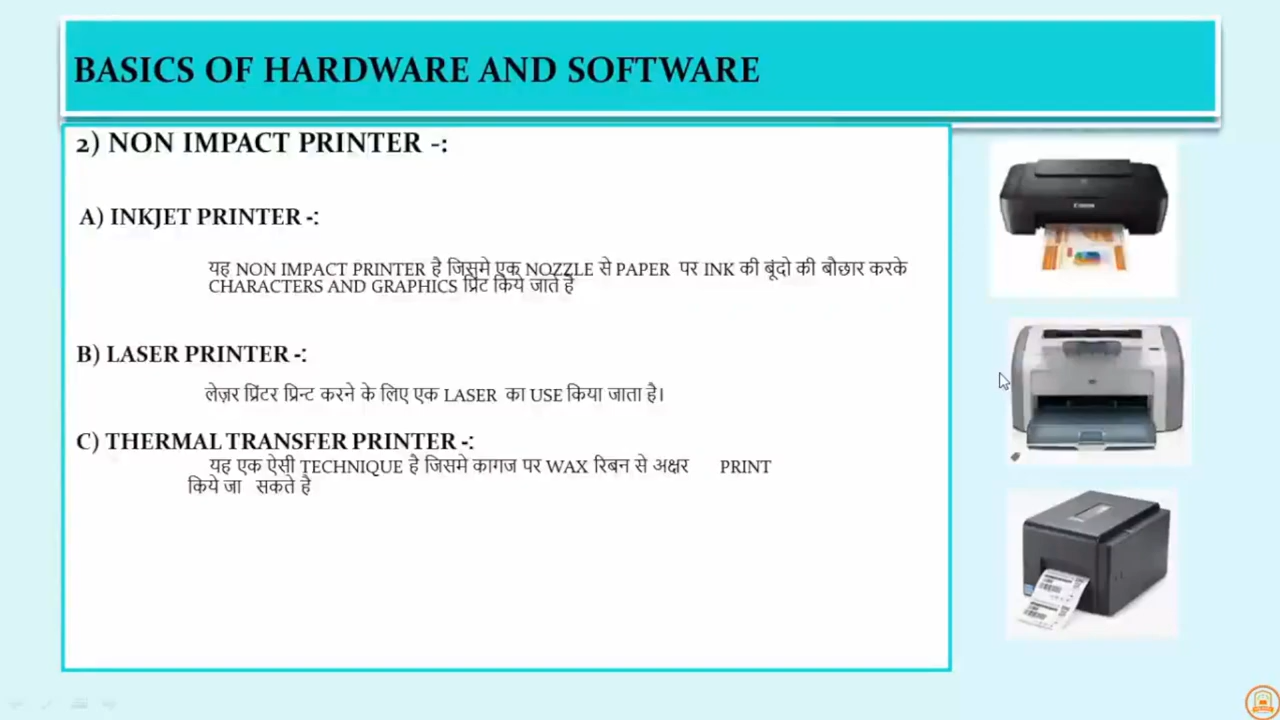 BASICS OF HARDWARE AND SOFTWARE
2) NON IMPACT PRINTER -:
A) INKJET PRINTER -:
यह NON IMPACT PRINTER है जिसमे एक NOZZLE से PAPER पर INK की बूंदो की बौछार करके
CHARACTERS AND GRAPHICS प्रिंट किये जाते है
B) LASER PRINTER -:
लेज़र प्रिंटर प्रिन्ट करने के लिए एक LASER का USE किया जाता है।
C) THERMAL TRANSFER PRINTER -:
यह एक ऐसी TECHNIQUE है जिसमे कागज पर WAX रिबन से अक्षर PRINT
किये जा सकते है
Canon